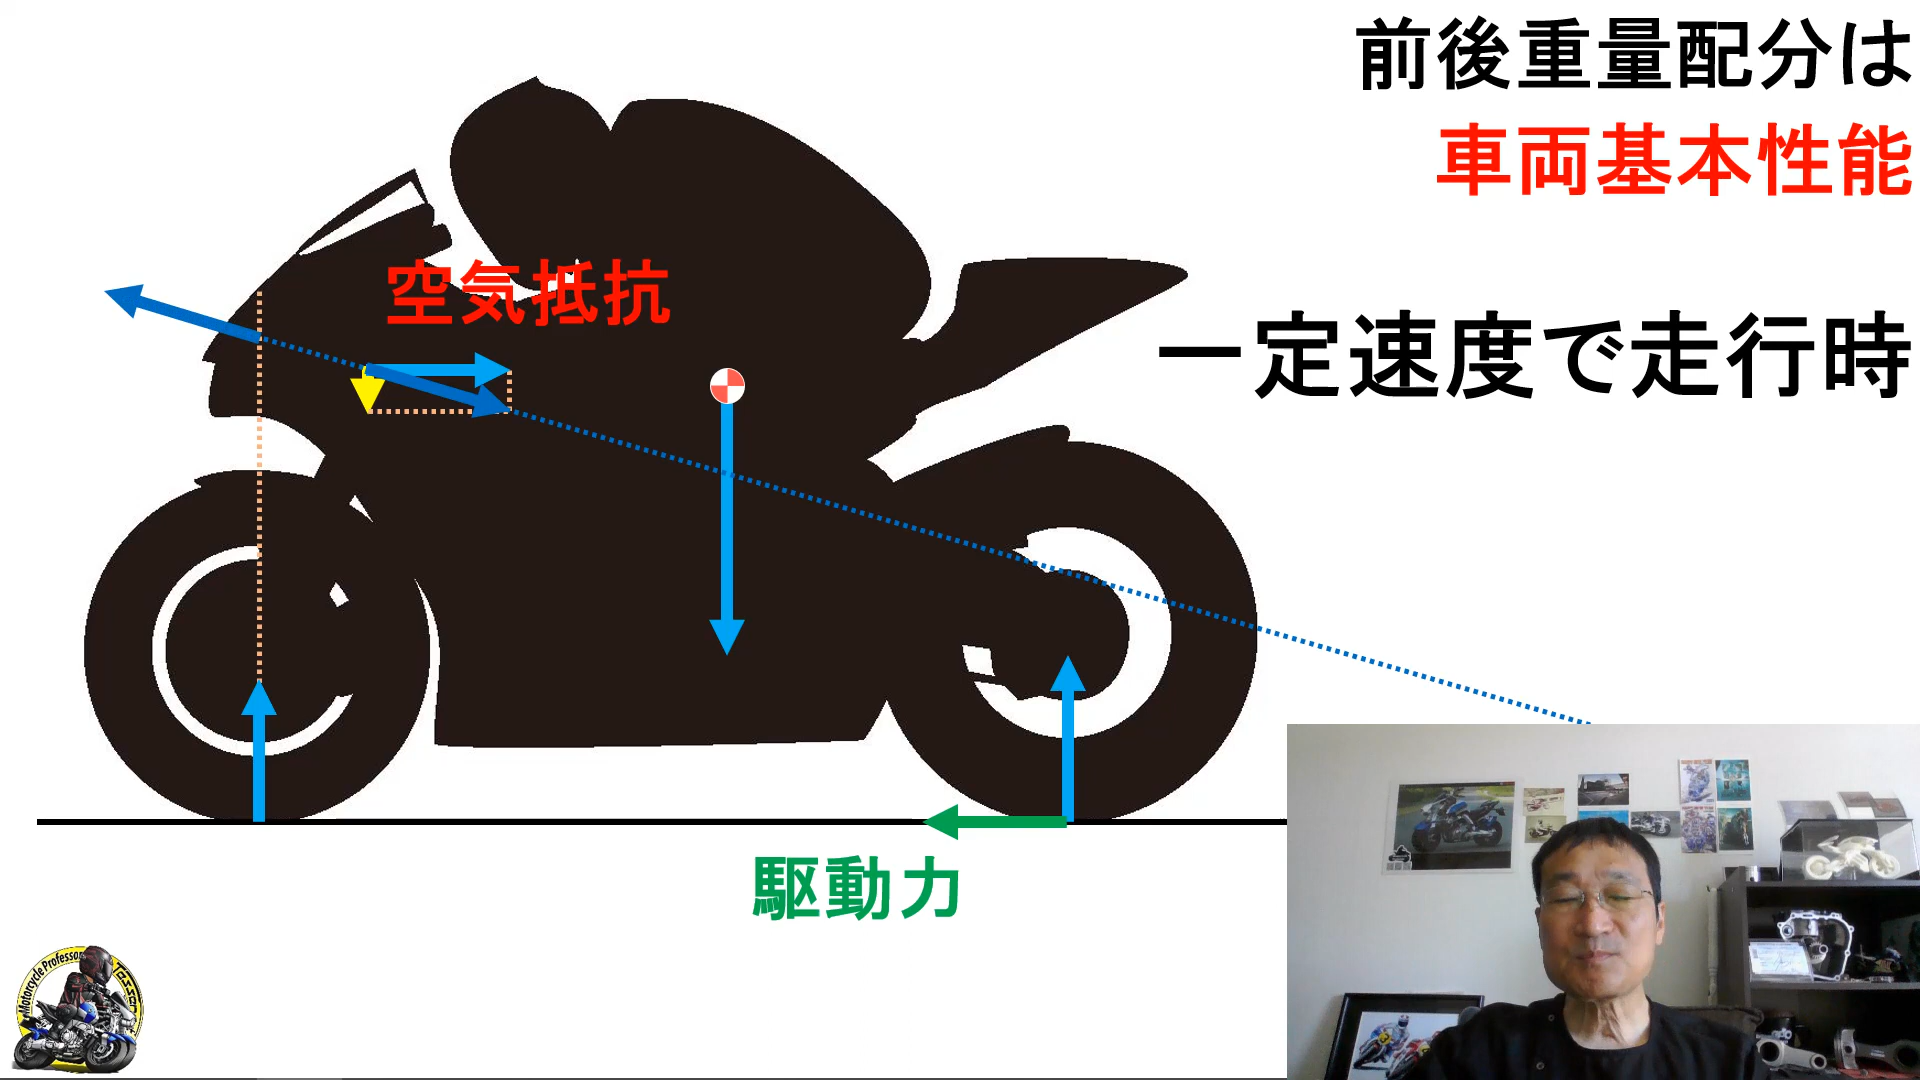 前後重量配分は
車両基本性能
空気抵抗
一定速度で走行時
駆動力
Motorcycle Professor